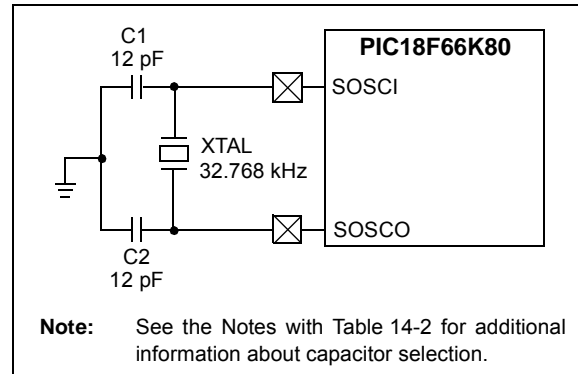 C1
12 pF
PIC18F66K80
SOSCI
XTAL
32.768 kHz
SOSCO
C2
12 pF
Note: See the Notes with Table 14-2 for additional
information about capacitor selection.